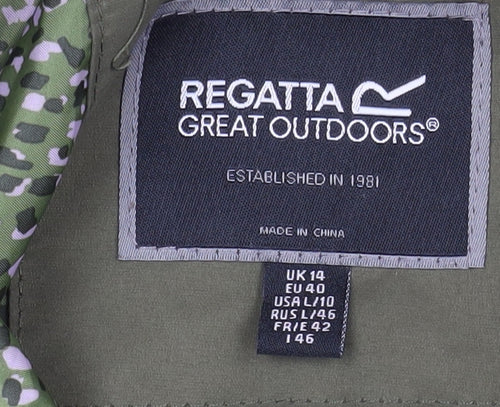 REGATTA
GREAT OUTDOORS®
ESTABLISHED IN 1981
MADE IN CHINA
UK 14
EU 40
USA L/10
RUS L/46
FR/E 42
I 46